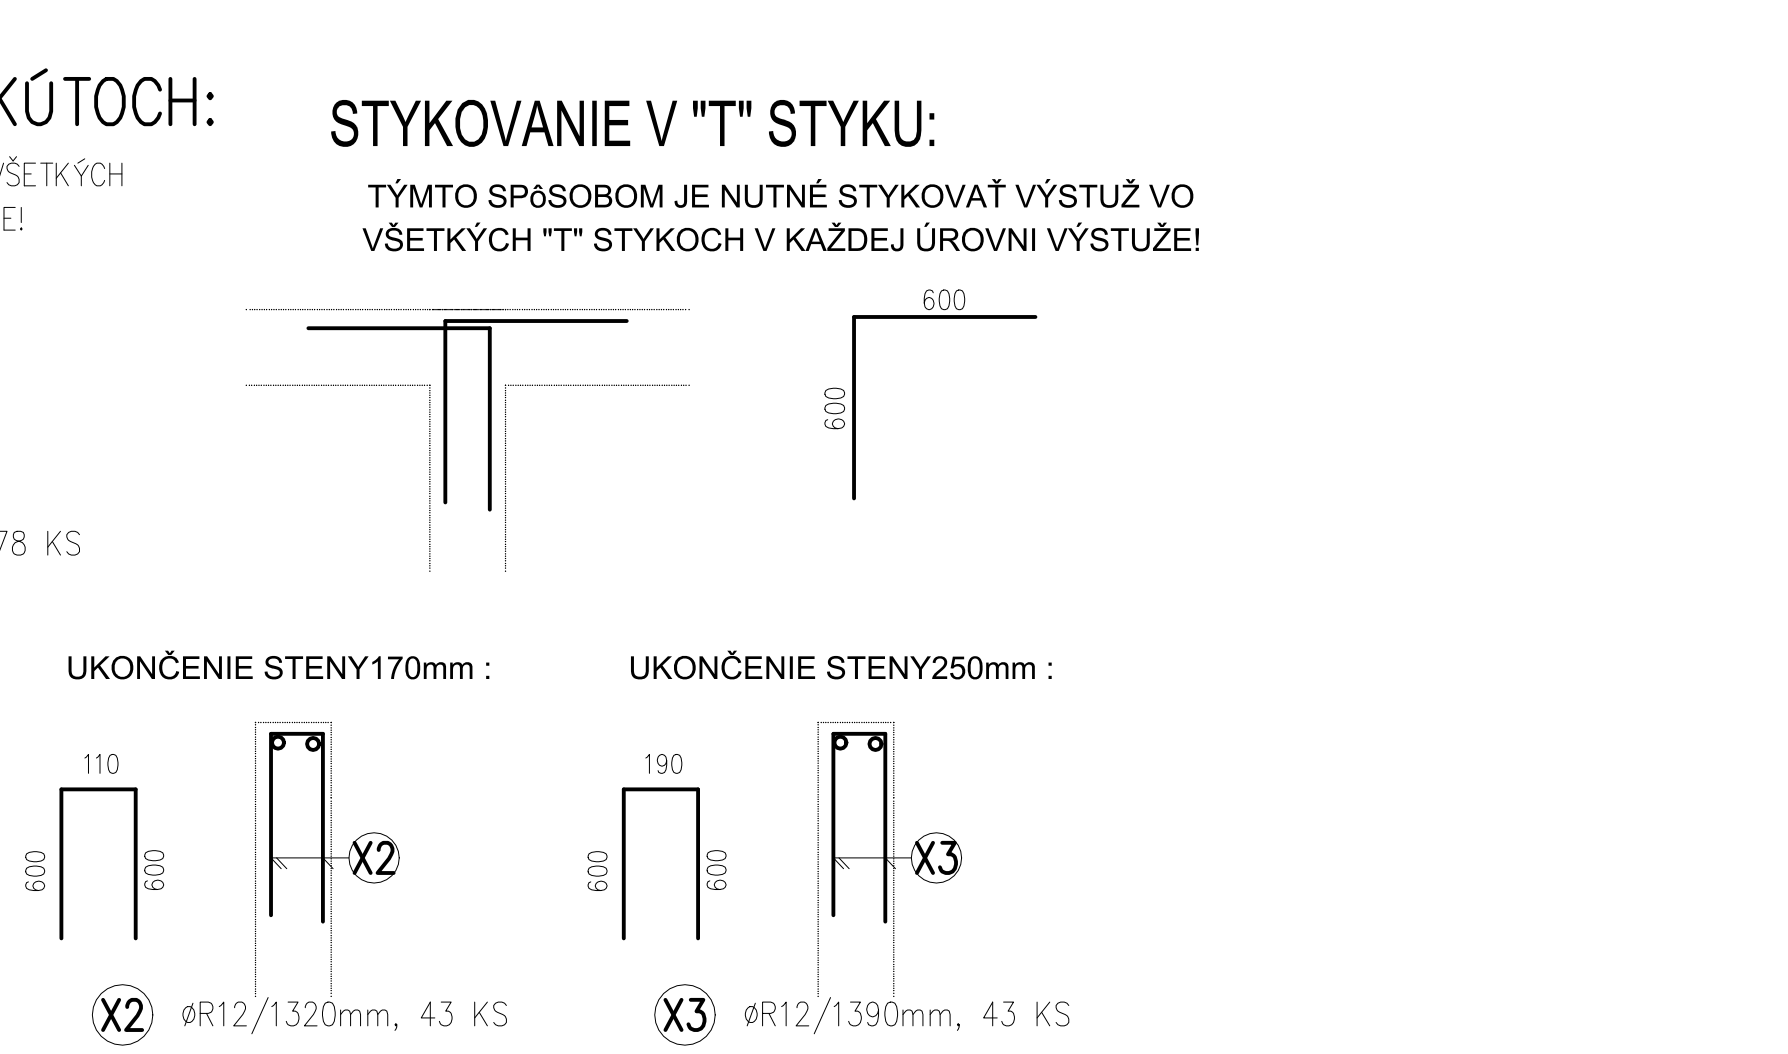 KÚTOCH:
VŠETKÝCH
E!
78 KS
STYKOVANIE V "T" STYKU:
TÝMTO SPôSOBOM JE NUTNÉ STYKOVAŤ VÝSTUŽ VO
VŠETKÝCH "T" STYKOCH V KAŽDEJ ÚROVNI VÝSTUŽE!
600
600
UKONČENIE STENY170mm :
110
600
600
X2
X2 øR12/1320mm, 43 KS
UKONČENIE STENY250mm :
190
600
600
X3
X3 øR12/1390mm, 43 KS